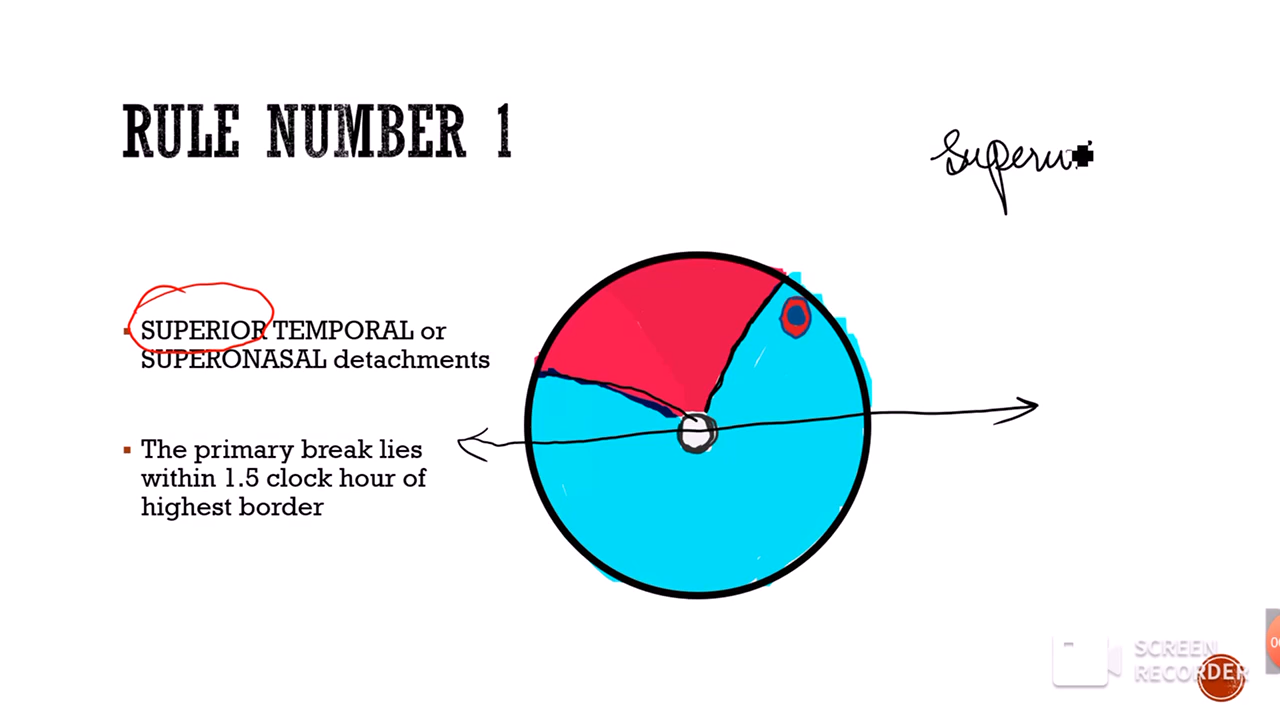 RULE NUMBER 1
▪ SUPERIOR TEMPORAL or
SUPERONASAL detachments
▪ The primary break lies
within 1.5 clock hour of
highest border
SCREEN
RECORDER